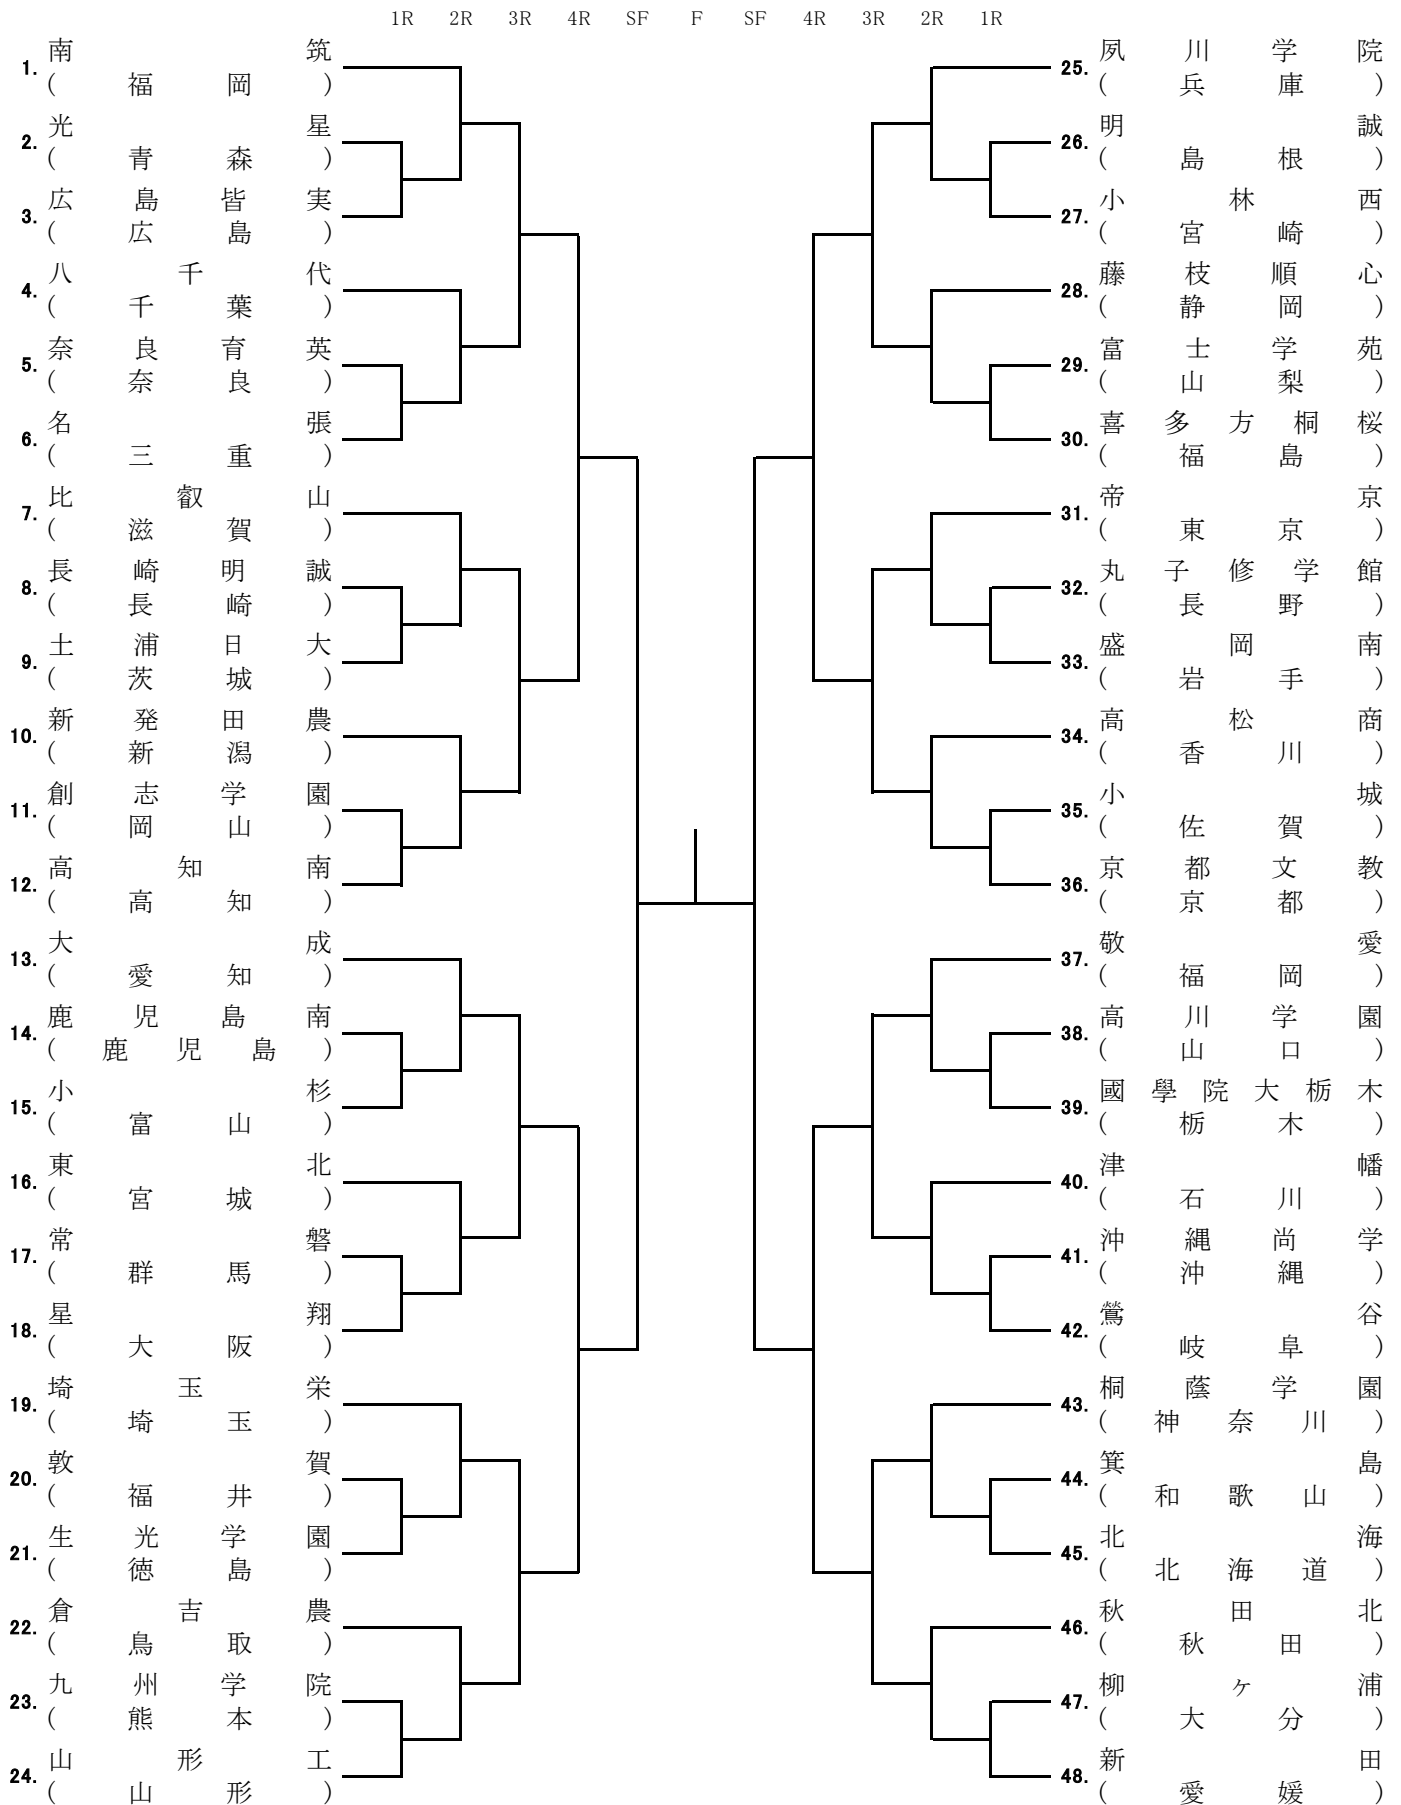 1R 2R 3R 4R SF F SF 4R 3R 2R 1R
1. 南筑
(福岡)
2. 光星
(青森)
3. 広島皆実
(広島)
4. 八千代
(千葉)
5. 奈良育英
(奈良)
6. 名張
(三重)
7. 比叡山
(滋賀)
8. 長崎明誠
(長崎)
9. 土浦日大
(茨城)
10. 新発田農
(新潟)
11. 創志学園
(岡山)
12. 高知南
(高知)
13. 大成
(愛知)
14. 鹿児島南
(鹿児島)
15. 小杉
(富山)
16. 東北
(宮城)
17. 常磐
(群馬)
18. 星翔
(大阪)
19. 埼玉栄
(埼玉)
20. 敦賀
(福井)
21. 生光学園
(徳島)
22. 倉吉農
(鳥取)
23. 九州学院
(熊本)
24. 山形工
(山形)
25. 夙川学院
(兵庫)
26. 明誠
(島根)
27. 小林西
(宮崎)
28. 藤枝順心
(静岡)
29. 富士学苑
(山梨)
30. 喜多方桐桜
(福島)
31. 帝京
(東京)
32. 丸子修学館
(長野)
33. 盛岡南
(岩手)
34. 高松商
(香川)
35. 小城
(佐賀)
36. 京都文教
(京都)
37. 敬愛
(福岡)
38. 高川学園
(山口)
39. 國學院大栃木
(栃木)
40. 津幡
(石川)
41. 沖縄尚学
(沖縄)
42. 鶯谷
(岐阜)
43. 桐蔭学園
(神奈川)
44. 箕島
(和歌山)
45. 北海
(北海道)
46. 秋田北
(秋田)
47. 柳ヶ浦
(大分)
48. 新田
(愛媛)